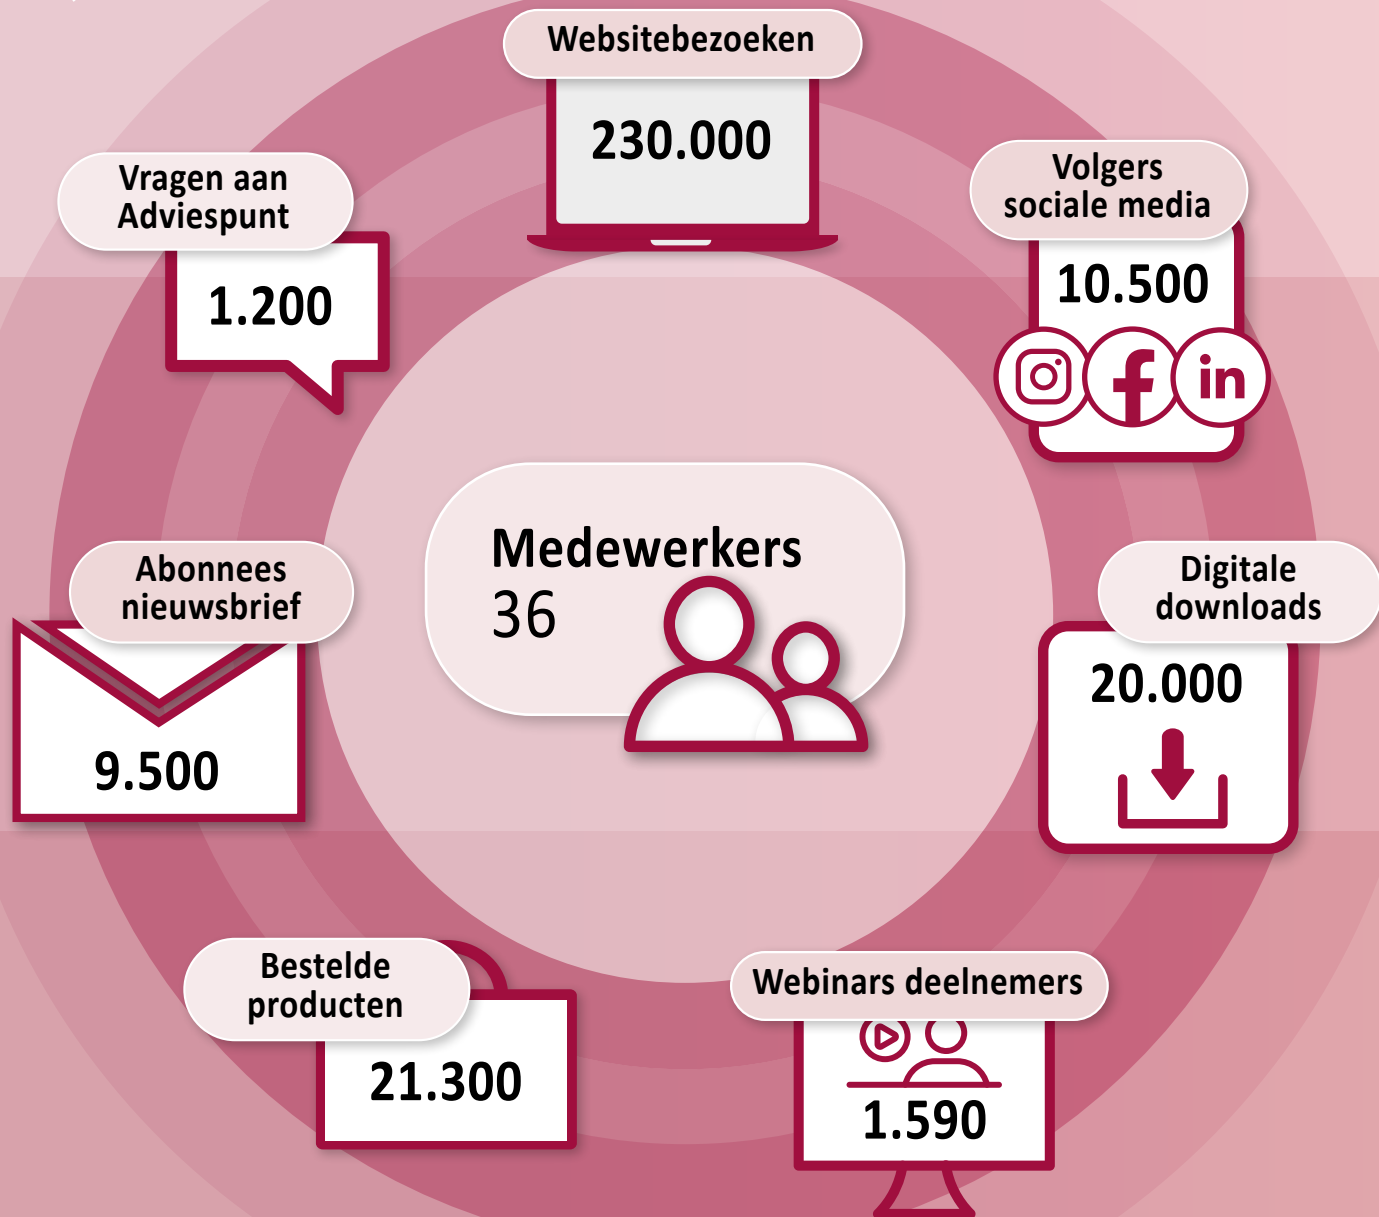 Websitebezoeken
230.000
Vragen aan
Adviespunt
1.200
Volgers
sociale media
10.500
in
Medewerkers
36
Abonnees
nieuwsbrief
9.500
Digitale
downloads
20.000
Bestelde
producten
21.300
Webinars deelnemers
1.590